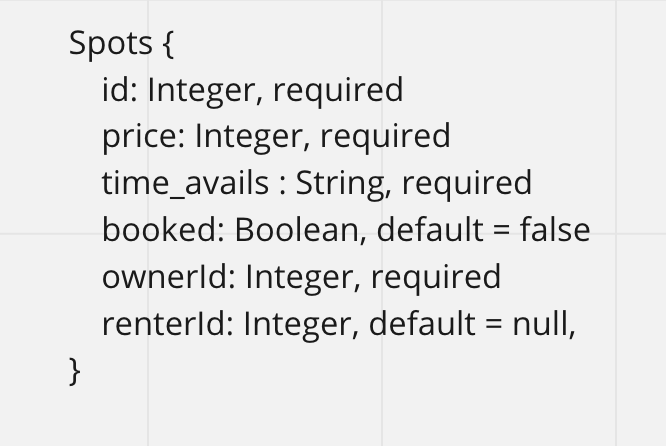 Spots {
id: Integer, required
price: Integer, required
time_avails : String, required
booked: Boolean, default = false
ownerId: Integer, required
renterId: Integer, default = null,
}